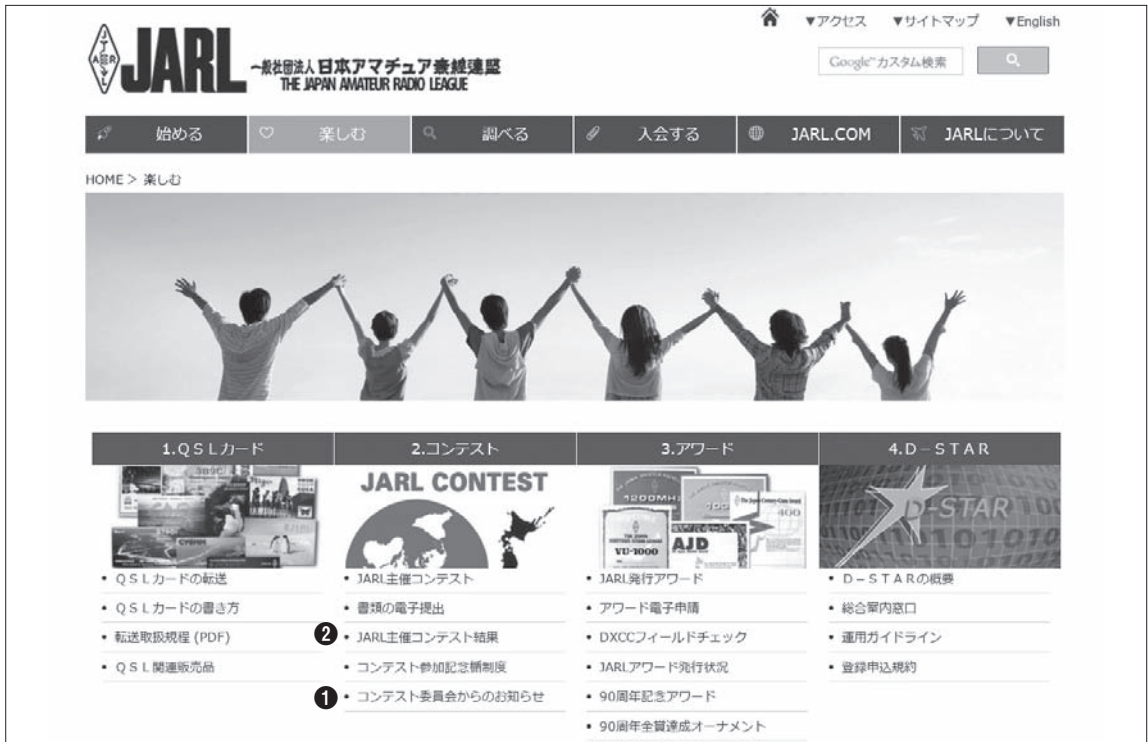 ▼アクセス ▼サイトマップ ▼English
JARL 一般社団法人 日本アマチュア無線連盟
THE JAPAN AMATEUR RADIO LEAGUE
Google™ カスタム検索
始める 楽しむ 調べる 入会する JARL.COM JARLについて
HOME > 楽しむ
1.QSLカード
2.コンテスト
3.アワード
4.D-STAR
JARL CONTEST
1200MHz
The Japan Century Cities Award
400
VU-1000
AJD
D-STAR
• QSLカードの転送
• QSLカードの書き方
• 転送取扱規程 (PDF)
• QSL関連販売品
• JARL主催コンテスト
• 書類の電子提出
❷ • JARL主催コンテスト結果
• コンテスト参加記念楯制度
❶ • コンテスト委員会からのお知らせ
• JARL発行アワード
• アワード電子申請
• DXCCフィールドチェック
• JARLアワード発行状況
• 90周年記念アワード
• 90周年全賞達成オーナメント
• D-STARの概要
• 総合案内窓口
• 運用ガイドライン
• 登録申込規約